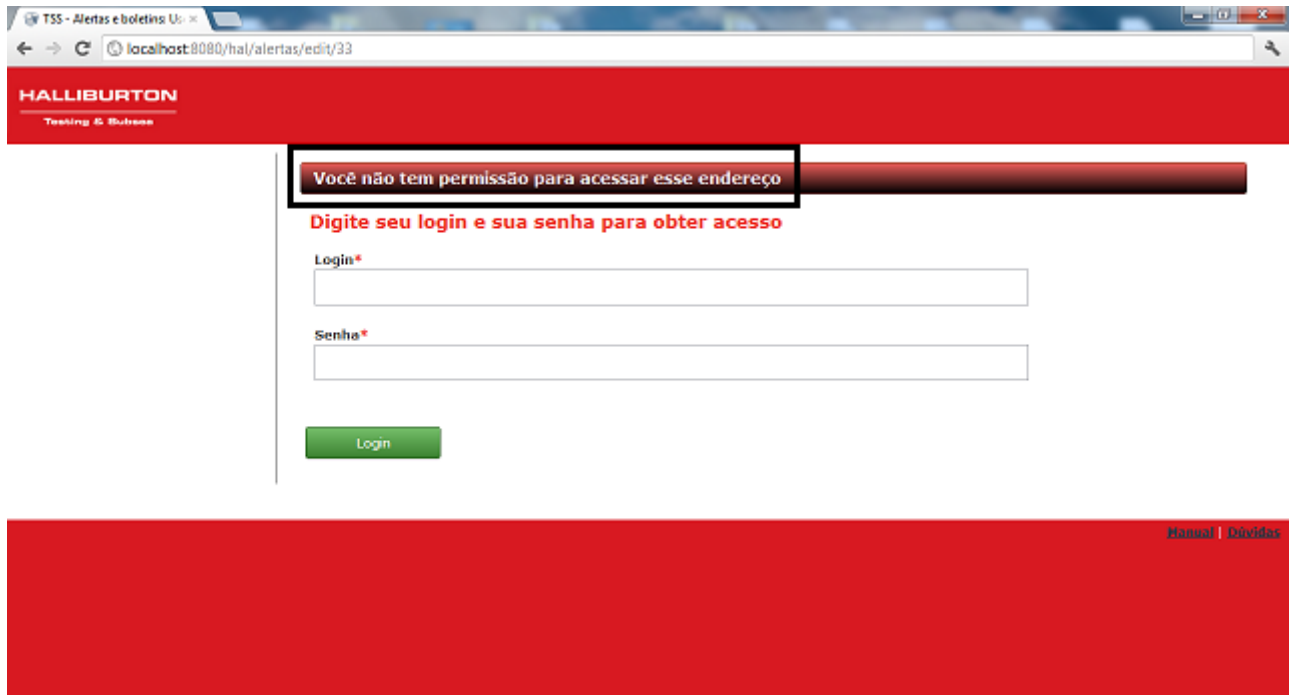 TSS - Alertas e boletins: Us
localhost:8080/hal/alertas/edit/33
HALLIBURTON
Testing & Subsea
Você não tem permissão para acessar esse endereço
Digite seu login e sua senha para obter acesso
Login*
Senha*
Login
Manual | Dúvidas